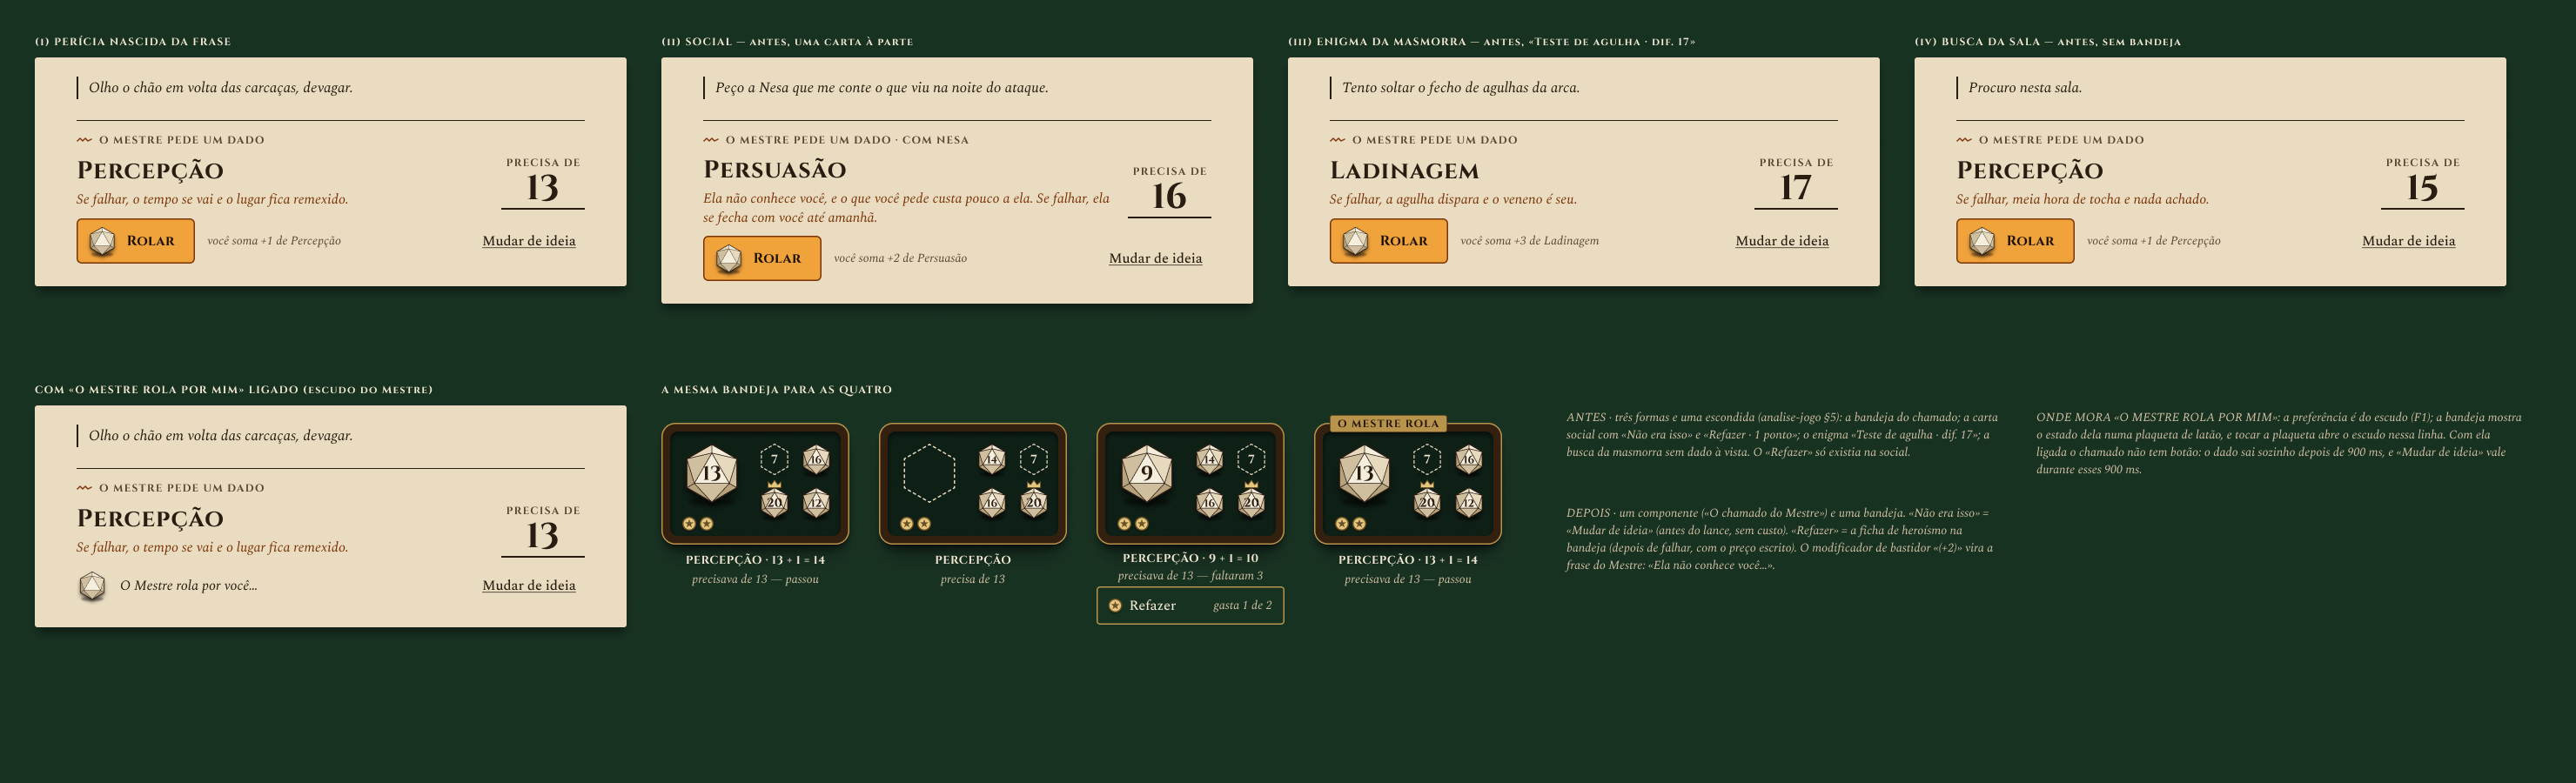 (I) PERÍCIA NASCIDA DA FRASE
Olho o chão em volta das carcaças, devagar.
O MESTRE PEDE UM DADO
PERCEPÇÃO
Se falhar, o tempo se vai e o lugar fica remexido.
PRECISA DE
13
ROLAR
você soma +1 de Percepção
Mudar de ideia
(II) SOCIAL — ANTES, UMA CARTA À PARTE
Peço a Nesa que me conte o que viu na noite do ataque.
O MESTRE PEDE UM DADO · COM NESA
PERSUASÃO
Ela não conhece você, e o que você pede custa pouco a ela. Se falhar, ela
se fecha com você até amanhã.
PRECISA DE
16
ROLAR
você soma +2 de Persuasão
Mudar de ideia
(III) ENIGMA DA MASMORRA — ANTES, «TESTE DE AGULHA · DIF. 17»
Tento soltar o fecho de agulhas da arca.
O MESTRE PEDE UM DADO
LADINAGEM
Se falhar, a agulha dispara e o veneno é seu.
PRECISA DE
17
ROLAR
você soma +3 de Ladinagem
Mudar de ideia
(IV) BUSCA DA SALA — ANTES, SEM BANDEJA
Procuro nesta sala.
O MESTRE PEDE UM DADO
PERCEPÇÃO
Se falhar, meia hora de tocha e nada achado.
PRECISA DE
15
ROLAR
você soma +1 de Percepção
Mudar de ideia
COM «O MESTRE ROLA POR MIM» LIGADO (ESCUDO DO MESTRE)
Olho o chão em volta das carcaças, devagar.
O MESTRE PEDE UM DADO
PERCEPÇÃO
Se falhar, o tempo se vai e o lugar fica remexido.
PRECISA DE
13
O Mestre rola por você...
Mudar de ideia
A MESMA BANDEJA PARA AS QUATRO
13
7
16
20
12
PERCEPÇÃO · 13 + 1 = 14
precisava de 13 — passou
14
7
16
20
PERCEPÇÃO
precisa de 13
9
14
7
16
20
PERCEPÇÃO · 9 + 1 = 10
precisava de 13 — faltaram 3
Refazer
gasta 1 de 2
O MESTRE ROLA
13
7
16
20
12
PERCEPÇÃO · 13 + 1 = 14
precisava de 13 — passou
ANTES · três formas e uma escondida (analise-jogo §5): a bandeja do chamado; a carta
social com «Não era isso» e «Refazer · 1 ponto»; o enigma «Teste de agulha · dif. 17»; a
busca da masmorra sem dado à vista. O «Refazer» só existia na social.
DEPOIS · um componente («O chamado do Mestre») e uma bandeja. «Não era isso» =
«Mudar de ideia» (antes do lance, sem custo). «Refazer» = a ficha de heroísmo na
bandeja (depois de falhar, com o preço escrito). O modificador de bastidor «(+2)» vira a
frase do Mestre: «Ela não conhece você...».
ONDE MORA «O MESTRE ROLA POR MIM»: a preferência é do escudo (F1); a bandeja mostra
o estado dela numa plaqueta de latão, e tocar a plaqueta abre o escudo nessa linha. Com ela
ligada o chamado não tem botão: o dado sai sozinho depois de 900 ms, e «Mudar de ideia» vale
durante esses 900 ms.